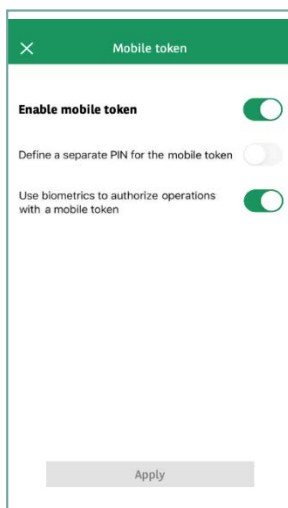 Mobile token
Enable mobile token
Define a separate PIN for the mobile token
Use biometrics to authorize operations
with a mobile token
Apply